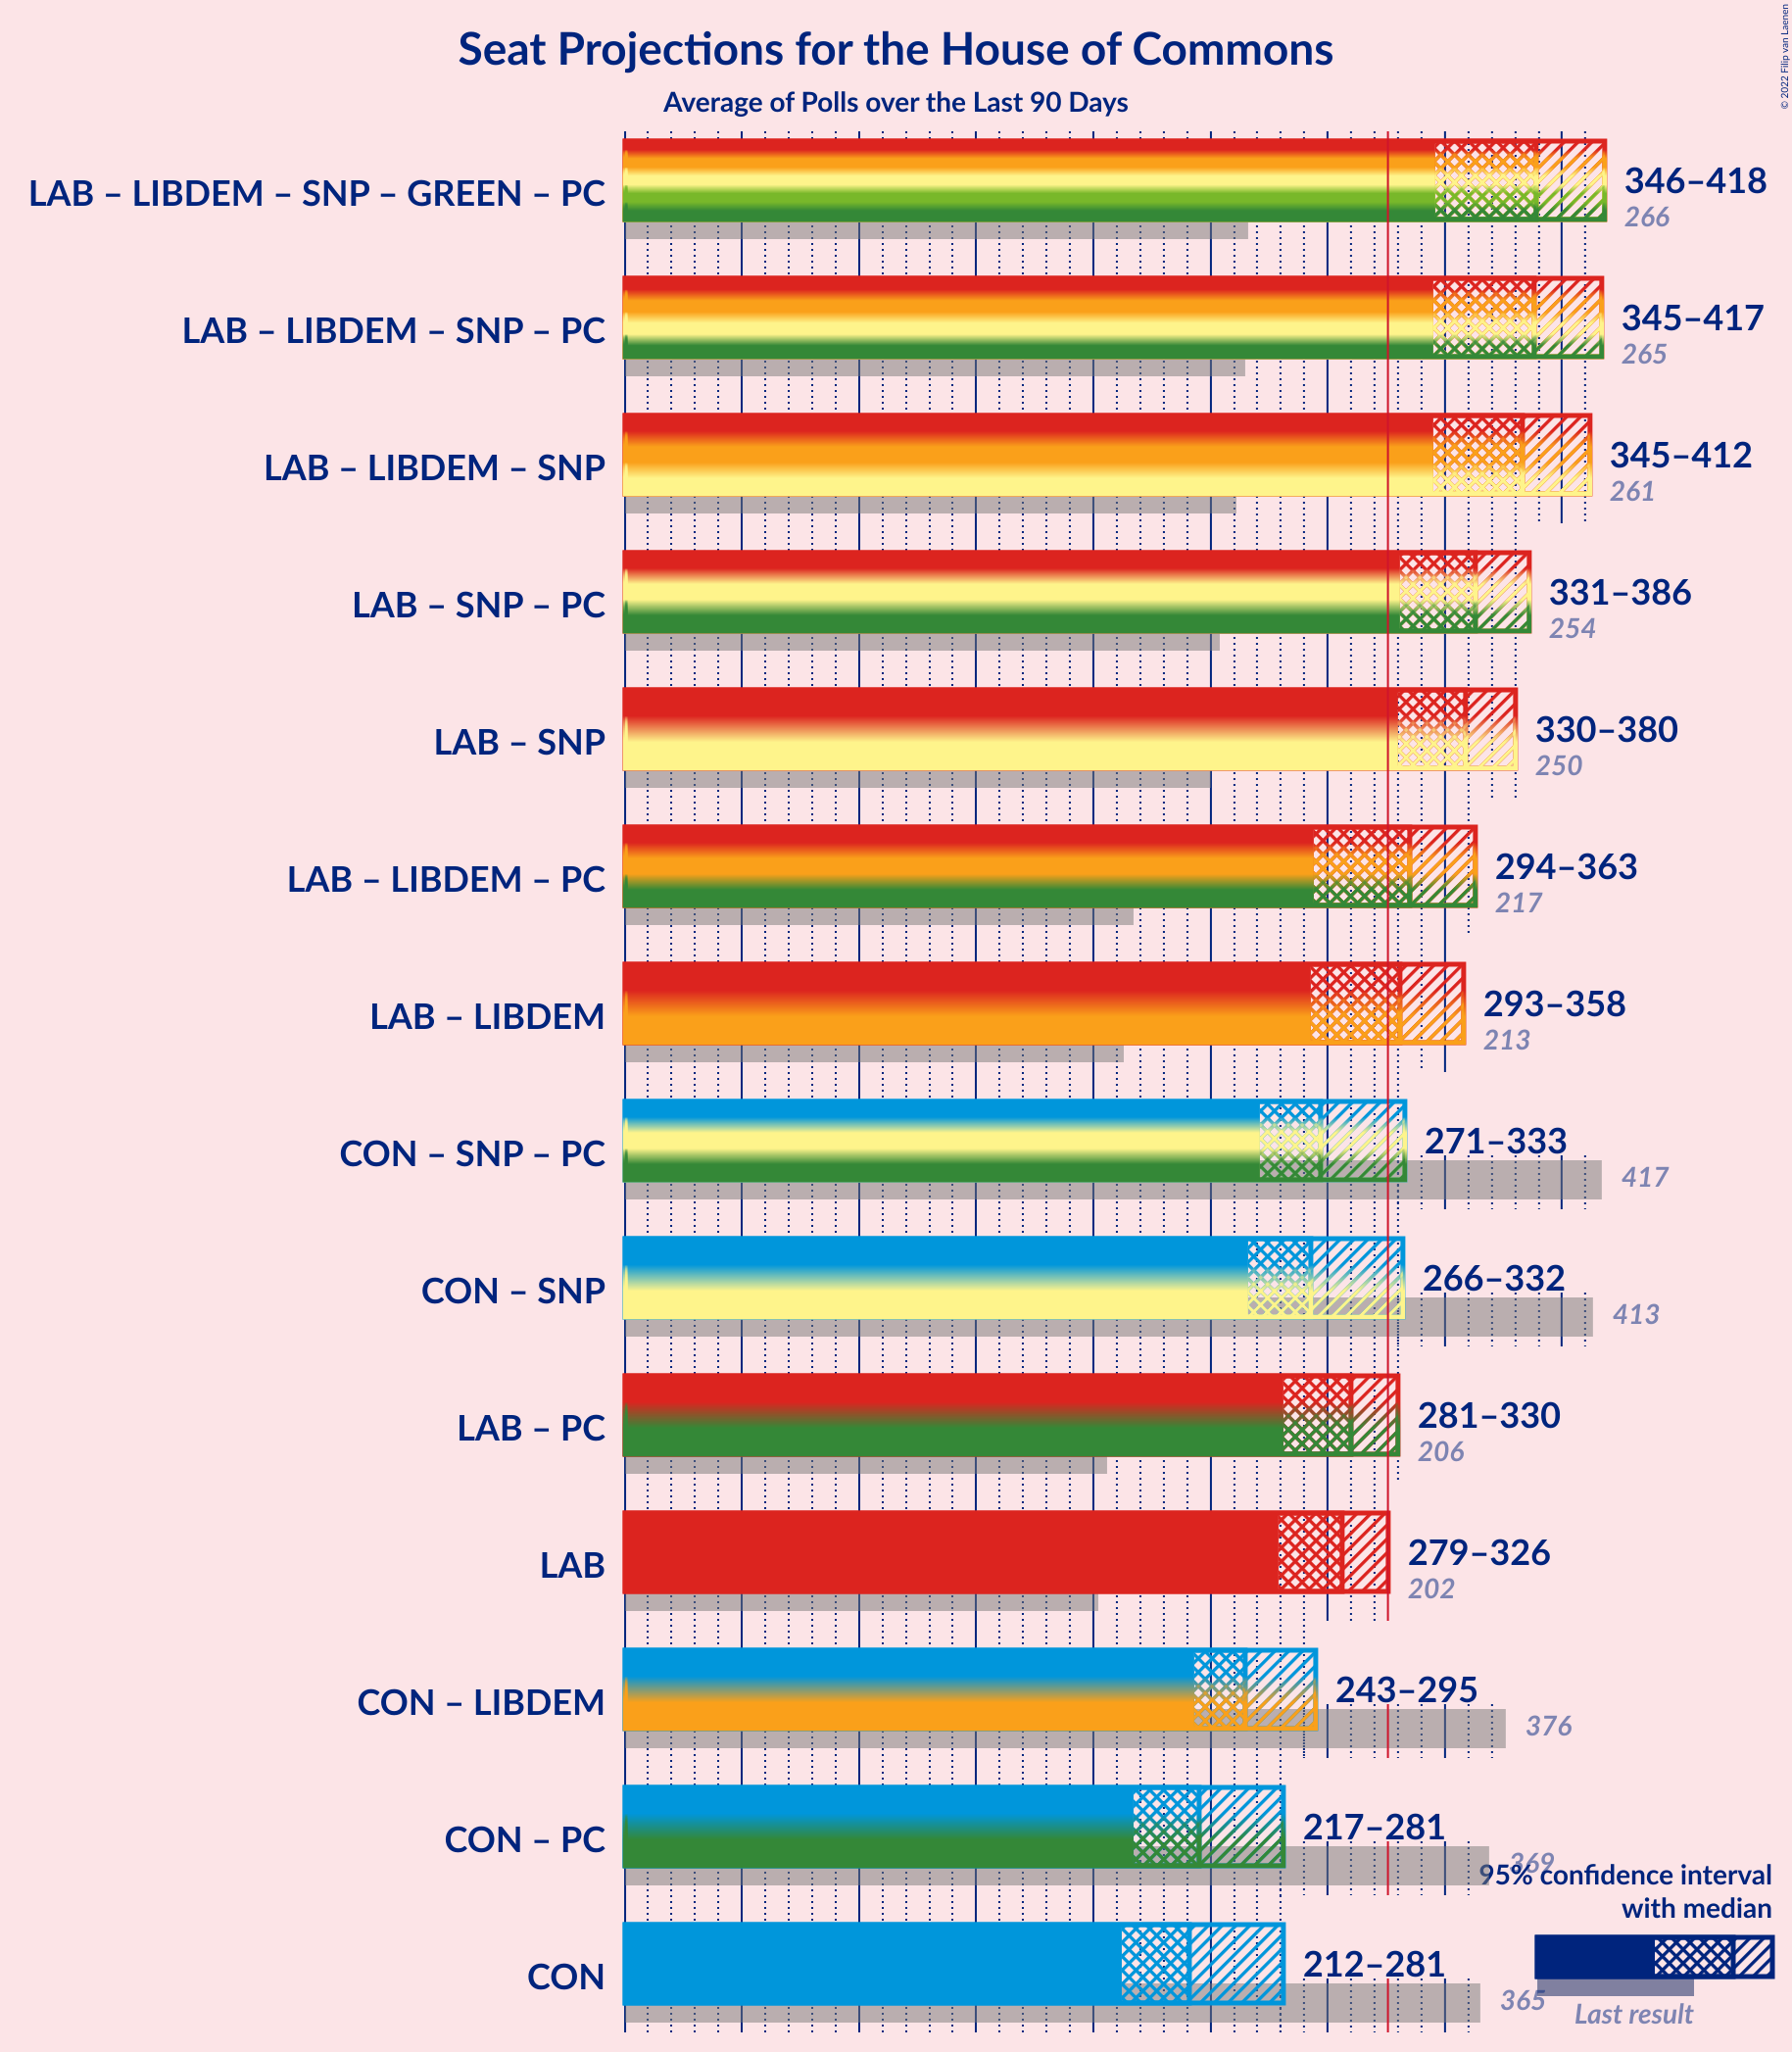 Seat Projections for the House of Commons
Average of Polls over the Last 90 Days
© 2022 Filip van Laenen
LAB – LIBDEM – SNP – GREEN – PC
346–418
266
LAB – LIBDEM – SNP – PC
345–417
265
LAB – LIBDEM – SNP
345–412
261
LAB – SNP – PC
331–386
254
LAB – SNP
330–380
250
LAB – LIBDEM – PC
294–363
217
LAB – LIBDEM
293–358
213
CON – SNP – PC
271–333
417
CON – SNP
266–332
413
LAB – PC
281–330
206
LAB
279–326
202
CON – LIBDEM
243–295
376
CON – PC
217–281
369
CON
212–281
365
95% confidence interval
with median
Last result